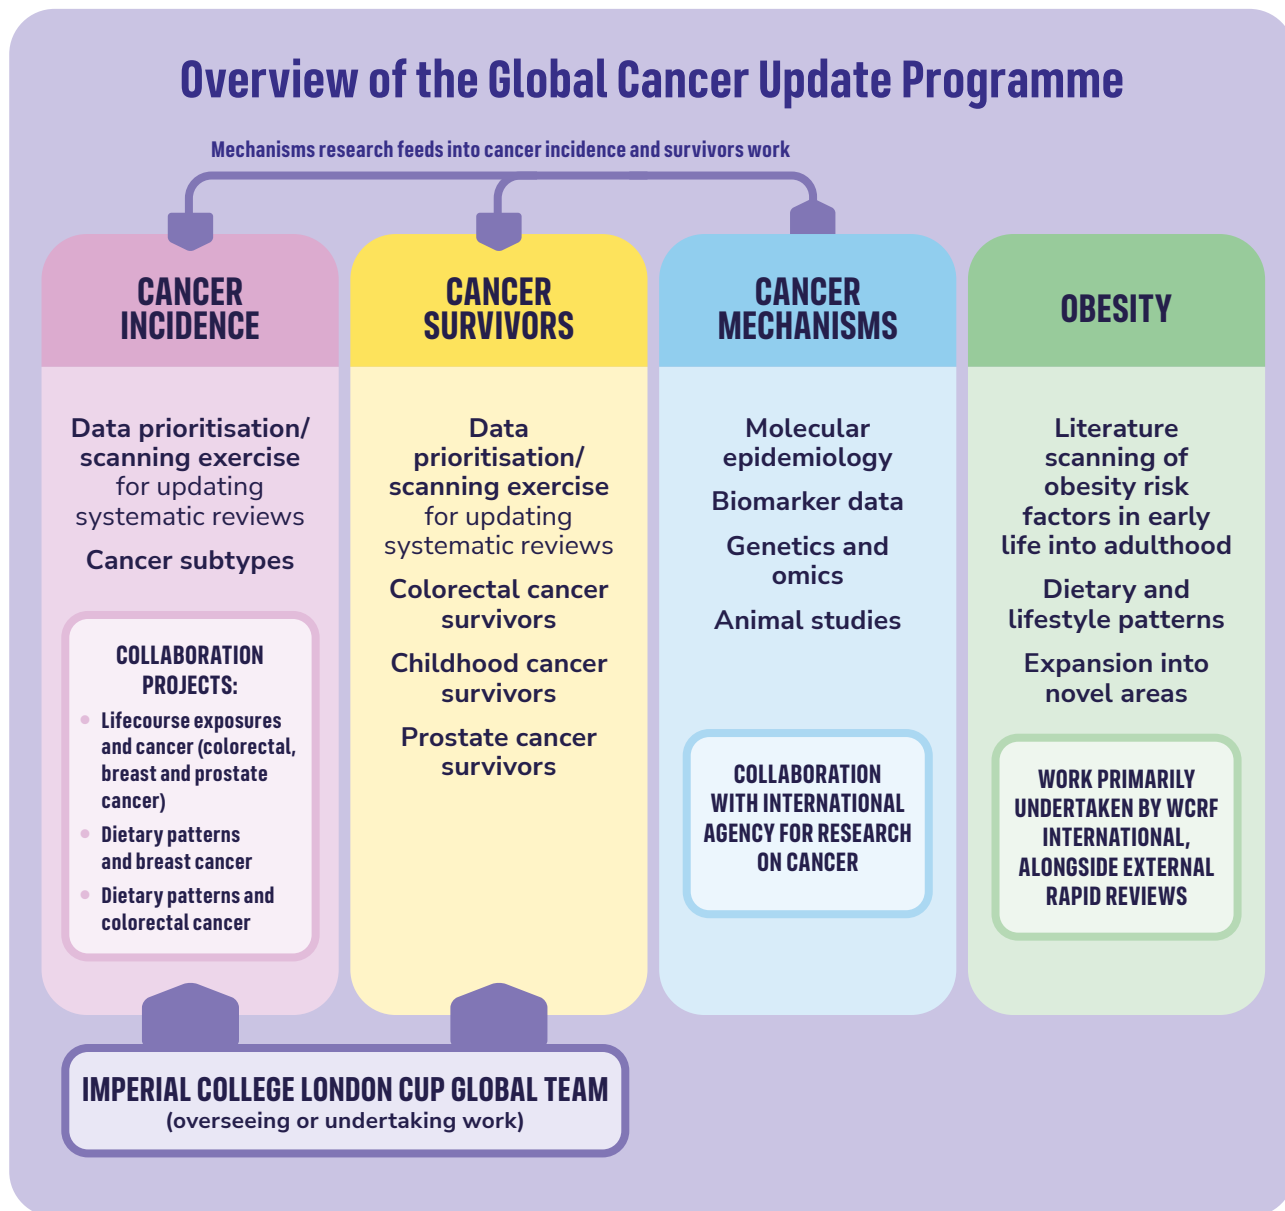 Overview of the Global Cancer Update Programme
Mechanisms research feeds into cancer incidence and survivors work
CANCER
INCIDENCE
Data prioritisation/
scanning exercise
for updating
systematic reviews
Cancer subtypes
COLLABORATION
PROJECTS:
• Lifecourse exposures
and cancer (colorectal,
breast and prostate
cancer)
• Dietary patterns
and breast cancer
• Dietary patterns and
colorectal cancer
CANCER
SURVIVORS
Data
prioritisation/
scanning exercise
for updating
systematic reviews
Colorectal cancer
survivors
Childhood cancer
survivors
Prostate cancer
survivors
CANCER
MECHANISMS
Molecular
epidemiology
Biomarker data
Genetics and
omics
Animal studies
COLLABORATION
WITH INTERNATIONAL
AGENCY FOR RESEARCH
ON CANCER
OBESITY
Literature
scanning of
obesity risk
factors in early
life into adulthood
Dietary and
lifestyle patterns
Expansion into
novel areas
WORK PRIMARILY
UNDERTAKEN BY WCRF
INTERNATIONAL,
ALONGSIDE EXTERNAL
RAPID REVIEWS
IMPERIAL COLLEGE LONDON CUP GLOBAL TEAM
(overseeing or undertaking work)